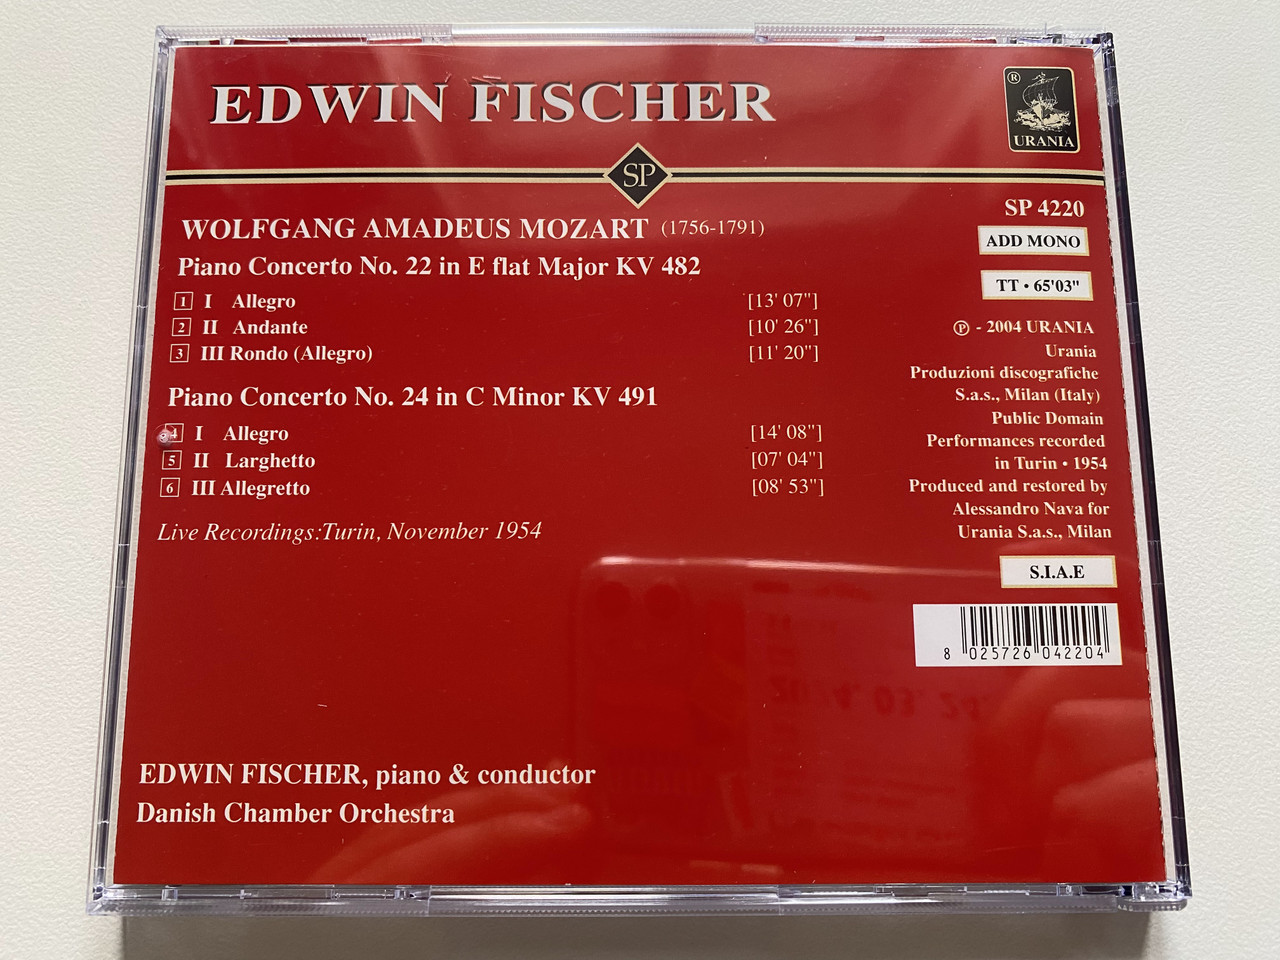 EDWIN FISCHER
®
URANIA
SP
SP 4220
WOLFGANG AMADEUS MOZART (1756-1791)
ADD MONO
Piano Concerto No. 22 in E flat Major KV 482
TT • 65'03"
1 I Allegro [13' 07"]
2 II Andante [10' 26"]
3 III Rondo (Allegro) [11' 20"]
Piano Concerto No. 24 in C Minor KV 491
4 I Allegro [14' 08"]
5 II Larghetto [07' 04"]
6 III Allegretto [08' 53"]
Live Recordings:Turin, November 1954
℗ - 2004 URANIA
Urania
Produzioni discografiche
S.a.s., Milan (Italy)
Public Domain
Performances recorded
in Turin • 1954
Produced and restored by
Alessandro Nava for
Urania S.a.s., Milan
S.I.A.E
8 025726 042204
EDWIN FISCHER, piano & conductor
Danish Chamber Orchestra